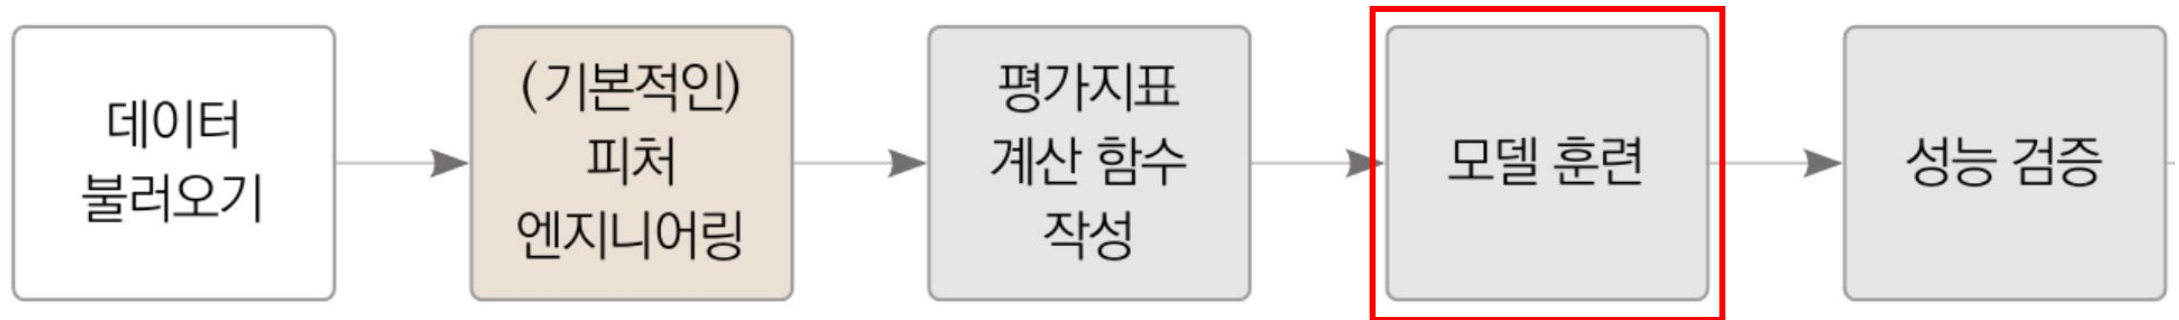 데이터
불러오기
(기본적인)
피처
엔지니어링
평가지표
계산 함수
작성
모델 훈련
성능 검증